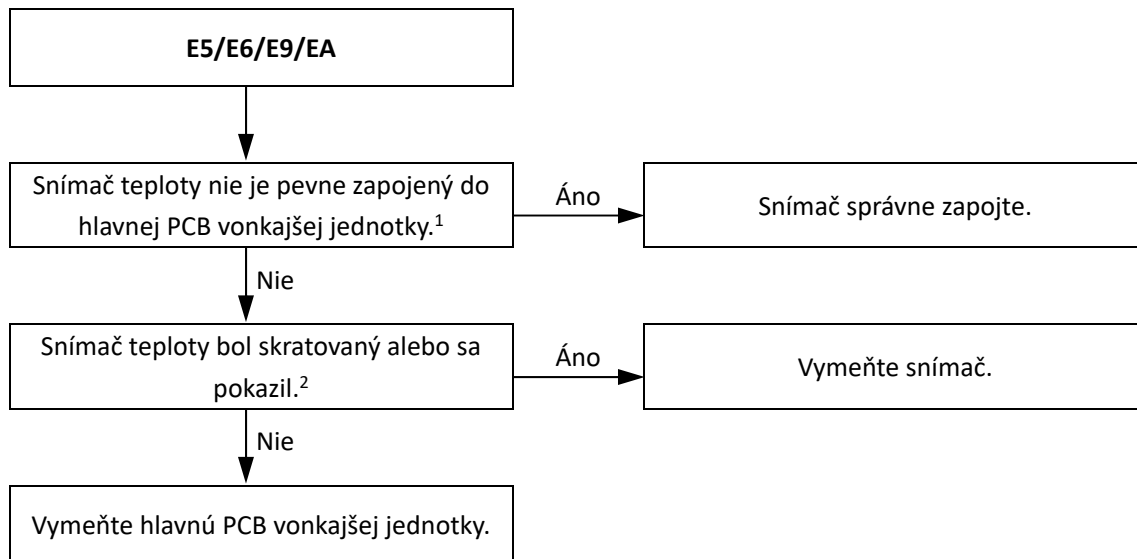 E5/E6/E9/EA
Snímač teploty nie je pevne zapojený do
hlavnej PCB vonkajšej jednotky.1
Áno
Snímač správne zapojte.
Nie
Snímač teploty bol skratovaný alebo sa
pokazil.2
Áno
Vymeňte snímač.
Nie
Vymeňte hlavnú PCB vonkajšej jednotky.